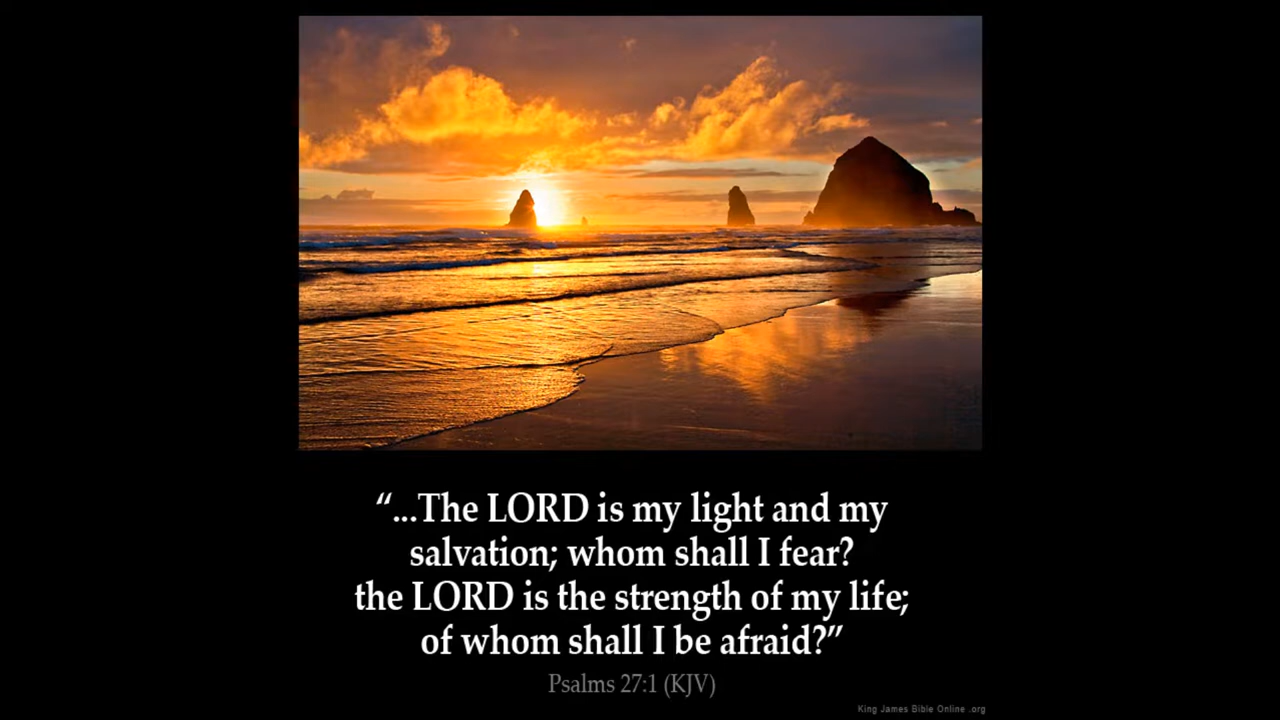 “...The LORD is my light and my
salvation; whom shall I fear?
the LORD is the strength of my life;
of whom shall I be afraid?”
Psalms 27:1 (KJV)
King James Bible Online .org